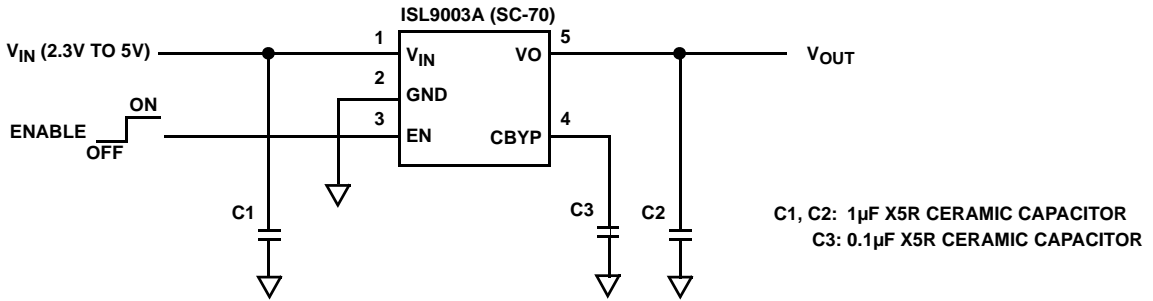 ISL9003A (SC-70)
VIN (2.3V TO 5V)
1
VIN
VO
5
VOUT
2
GND
ENABLE
ON
OFF
3
EN
CBYP
4
C1
C3
C2
C1, C2: 1µF X5R CERAMIC CAPACITOR
C3: 0.1µF X5R CERAMIC CAPACITOR